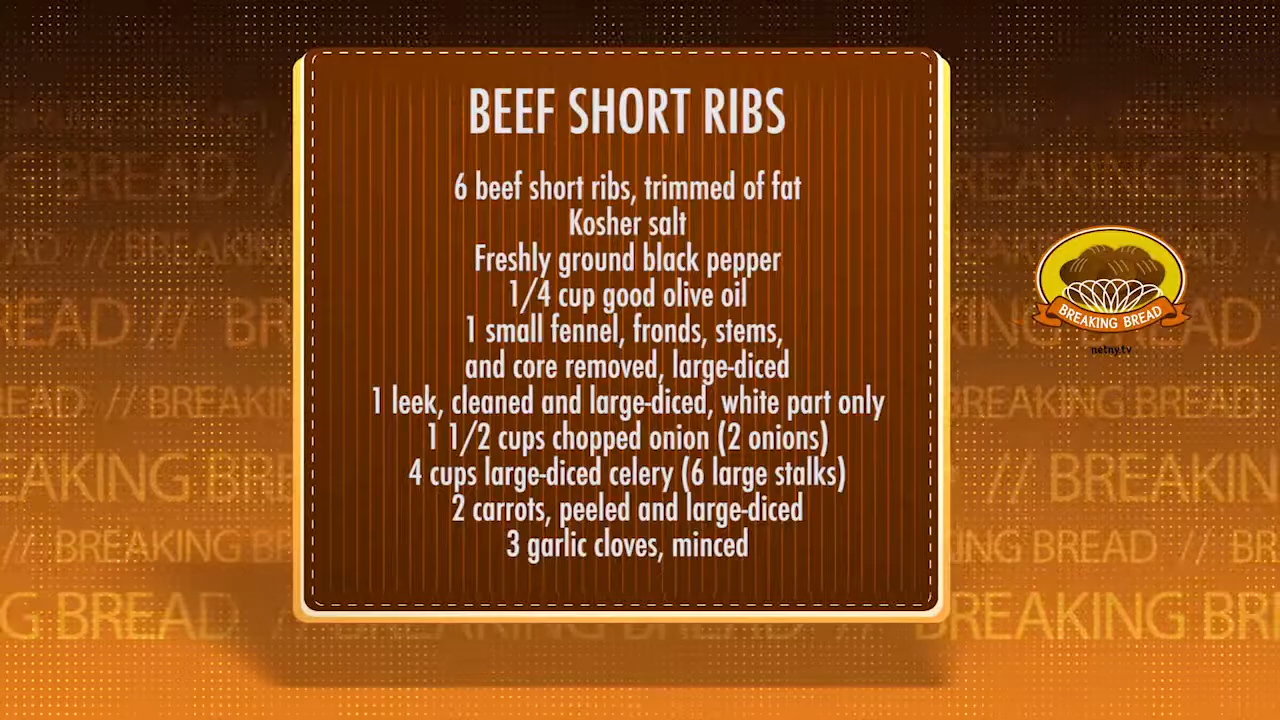 BEEF SHORT RIBS
6 beef short ribs, trimmed of fat
Kosher salt
Freshly ground black pepper
1/4 cup good olive oil
1 small fennel, fronds, stems,
and core removed, large-diced
1 leek, cleaned and large-diced, white part only
1 1/2 cups chopped onion (2 onions)
4 cups large-diced celery (6 large stalks)
2 carrots, peeled and large-diced
3 garlic cloves, minced
BREAKING BREAD
netny.tv